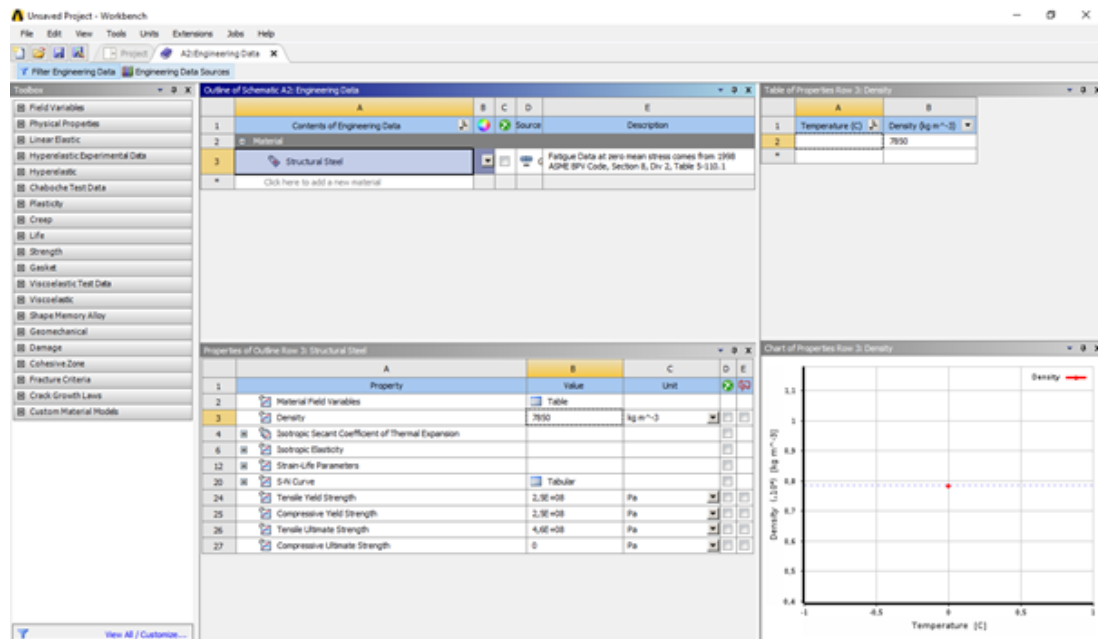 Unsaved Project - Workbench
File Edit View Tools Units Extensions Jobs Help
Project A2:Engineering Data
Filter Engineering Data Engineering Data Sources
Toolbox
Field Variables
Physical Properties
Linear Elastic
Hyperelastic Experimental Data
Hyperelastic
Chaboche Test Data
Plasticity
Creep
Life
Strength
Gasket
Viscoelastic Test Data
Viscoelastic
Shape Memory Alloy
Geomechanical
Damage
Cohesive Zone
Fracture Criteria
Crack Growth Laws
Custom Material Models
View All / Customize...
Outline of Schematic A2: Engineering Data
A B C D E
1 Contents of Engineering Data Source Description
2 Material
3 Structural Steel Fatigue Data at zero mean stress comes from 1998
ASME BPV Code, Section 8, Div 2, Table 5-110.1
* Click here to add a new material
Properties of Outline Row 3: Structural Steel
A B C D E
1 Property Value Unit
2 Material Field Variables Table
3 Density 7850 kg m^-3
4 Isotropic Secant Coefficient of Thermal Expansion
6 Isotropic Elasticity
12 Strain-Life Parameters
20 S-N Curve Tabular
24 Tensile Yield Strength 2,5E+08 Pa
25 Compressive Yield Strength 2,5E+08 Pa
26 Tensile Ultimate Strength 4,6E+08 Pa
27 Compressive Ultimate Strength 0 Pa
Table of Properties Row 3: Density
A B
1 Temperature (C) Density (kg m^-3)
2 7850
*
Chart of Properties Row 3: Density
Density
1,1
1
0,9
0,8
0,7
0,6
0,5
0,4
Density (.10⁴) [kg m^-3]
-1 -0.5 0 0.5 1
Temperature [C]